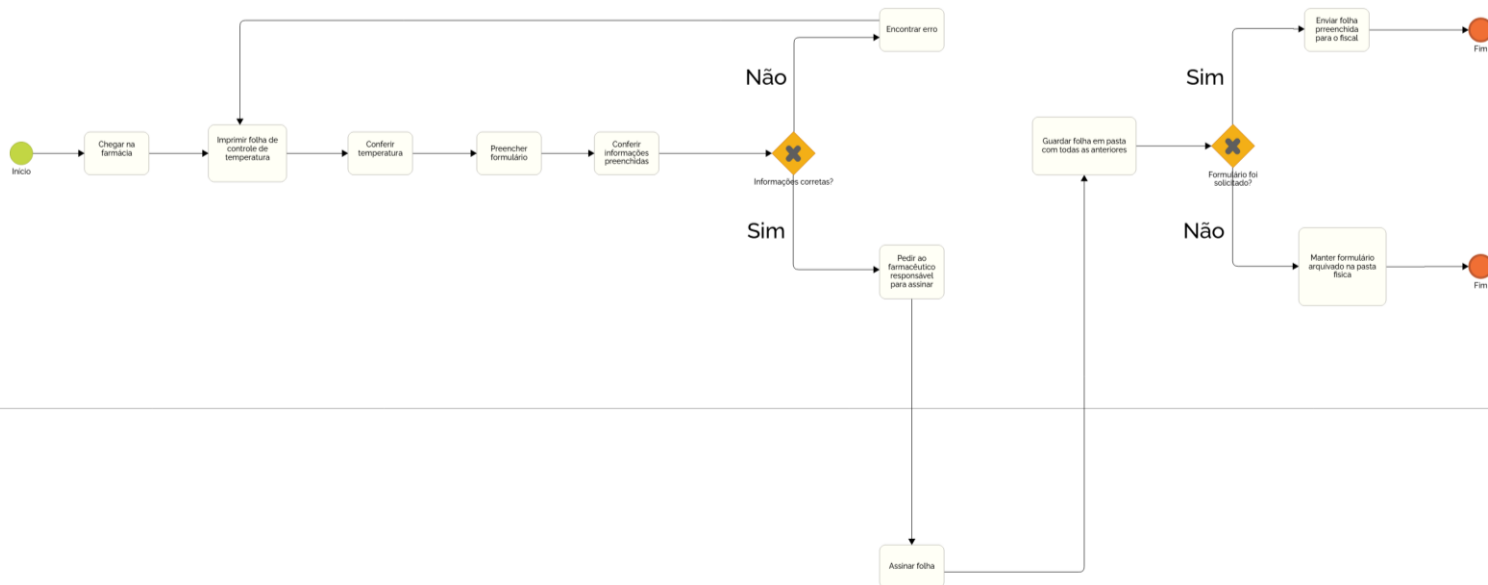 Encontrar erro
Enviar folha
preenchida
para o fiscal
Fim
Não
Sim
Início
Chegar na
farmácia
Imprimir folha de
controle de
temperatura
Conferir
temperatura
Preencher
formulário
Conferir
informações
preenchidas
Informações corretas?
Guardar folha em pasta
com todas as anteriores
Formulário foi
solicitado?
Sim
Não
Pedir ao
farmacêutico
responsável
para assinar
Manter formulário
arquivado na pasta
física
Fim
Assinar folha